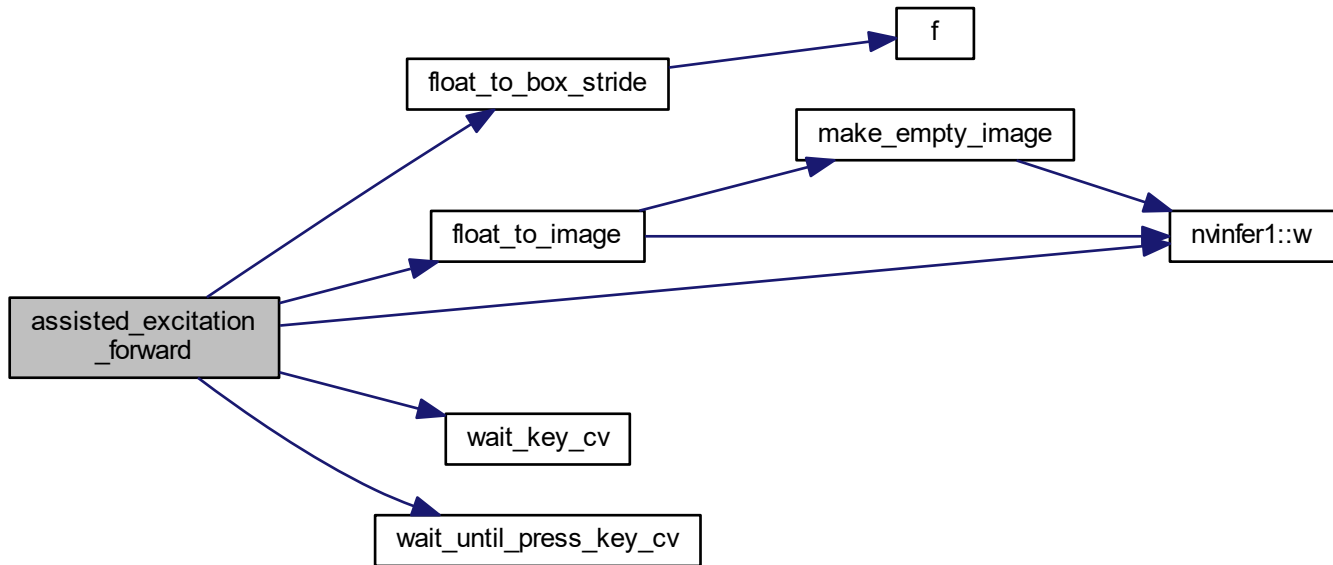 f
float_to_box_stride
make_empty_image
float_to_image
nvinfer1::w
assisted_excitation
_forward
wait_key_cv
wait_until_press_key_cv